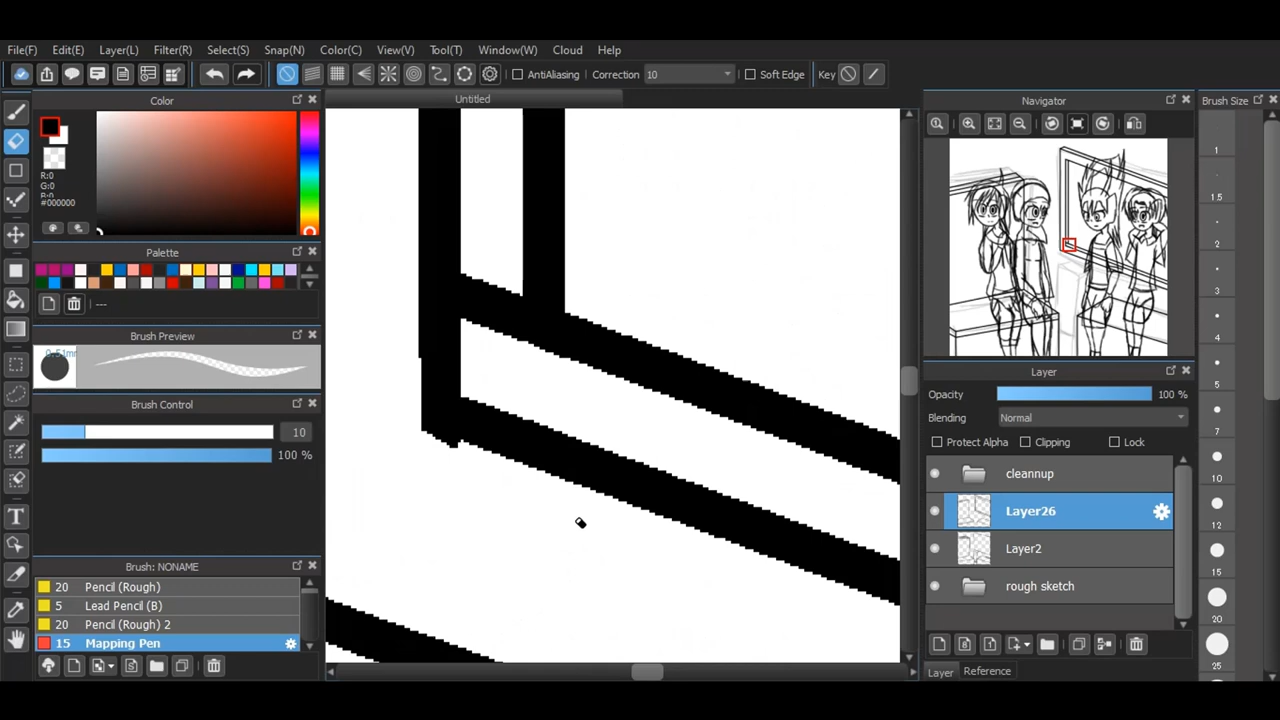 File(F) Edit(E) Layer(L) Filter(R) Select(S) Snap(N) Color(C) View(V) Tool(T) Window(W) Cloud Help
AntiAliasing Correction 10 Soft Edge Key
Color
Untitled
Navigator
Brush Size
R:0
G:0
#000000
Palette
---
Brush Preview
0.51mm
Brush Control
10
100 %
Brush: NONAME
20 Pencil (Rough)
5 Lead Pencil (B)
20 Pencil (Rough) 2
15 Mapping Pen
Layer
Opacity 100 %
Blending Normal
Protect Alpha Clipping Lock
cleannup
Layer26
Layer2
rough sketch
Layer Reference
1
1.5
2
3
4
5
7
10
12
15
20
25